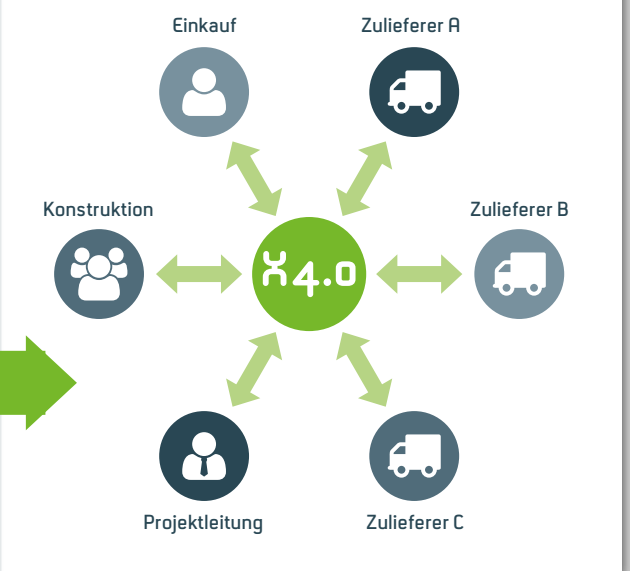 Einkauf
Zulieferer A
Konstruktion
Zulieferer B
X4.0
Projektleitung
Zulieferer C